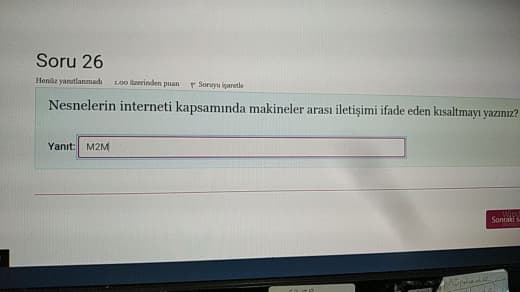 Soru 26
Henüz yanıtlanmadı 1,00 üzerinden puan Soruyu işaretle
Nesnelerin interneti kapsamında makineler arası iletişimi ifade eden kısaltmayı yazınız?
Yanıt: M2M
Sonraki s